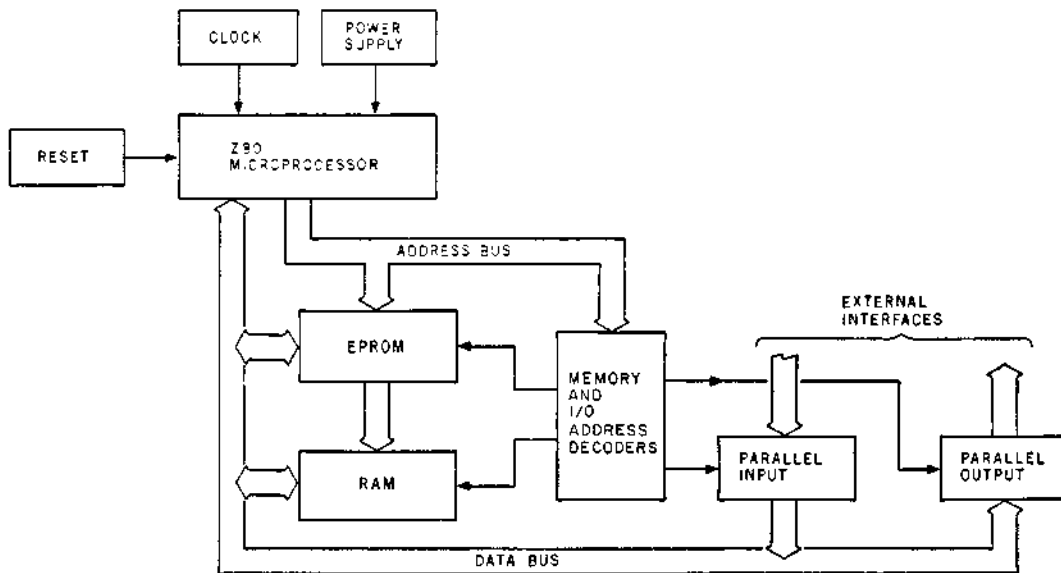 CLOCK
POWER
SUPPLY
RESET
Z80
MICROPROCESSOR
ADDRESS BUS
EXTERNAL
INTERFACES
EPROM
MEMORY
AND
I/O
ADDRESS
DECODERS
RAM
PARALLEL
INPUT
PARALLEL
OUTPUT
DATA BUS